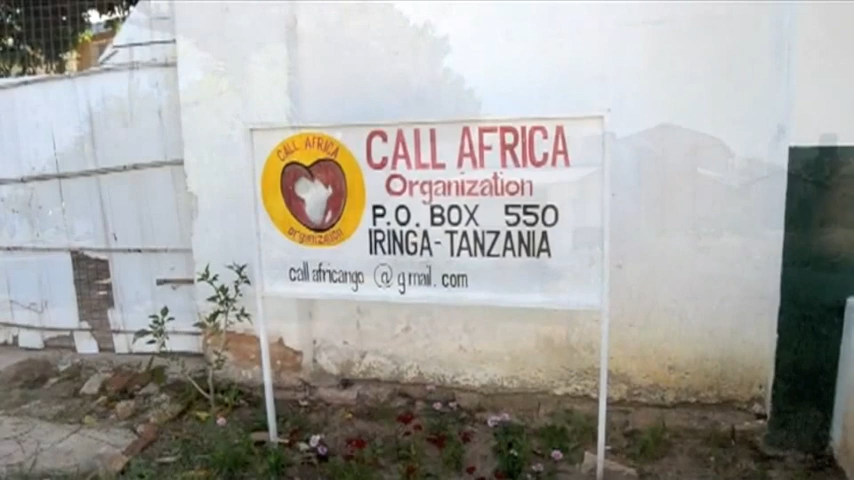 CALL AFRICA
organization
CALL AFRICA
Organization
P.O. BOX 550
IRINGA-TANZANIA
callafricango @gmail.com